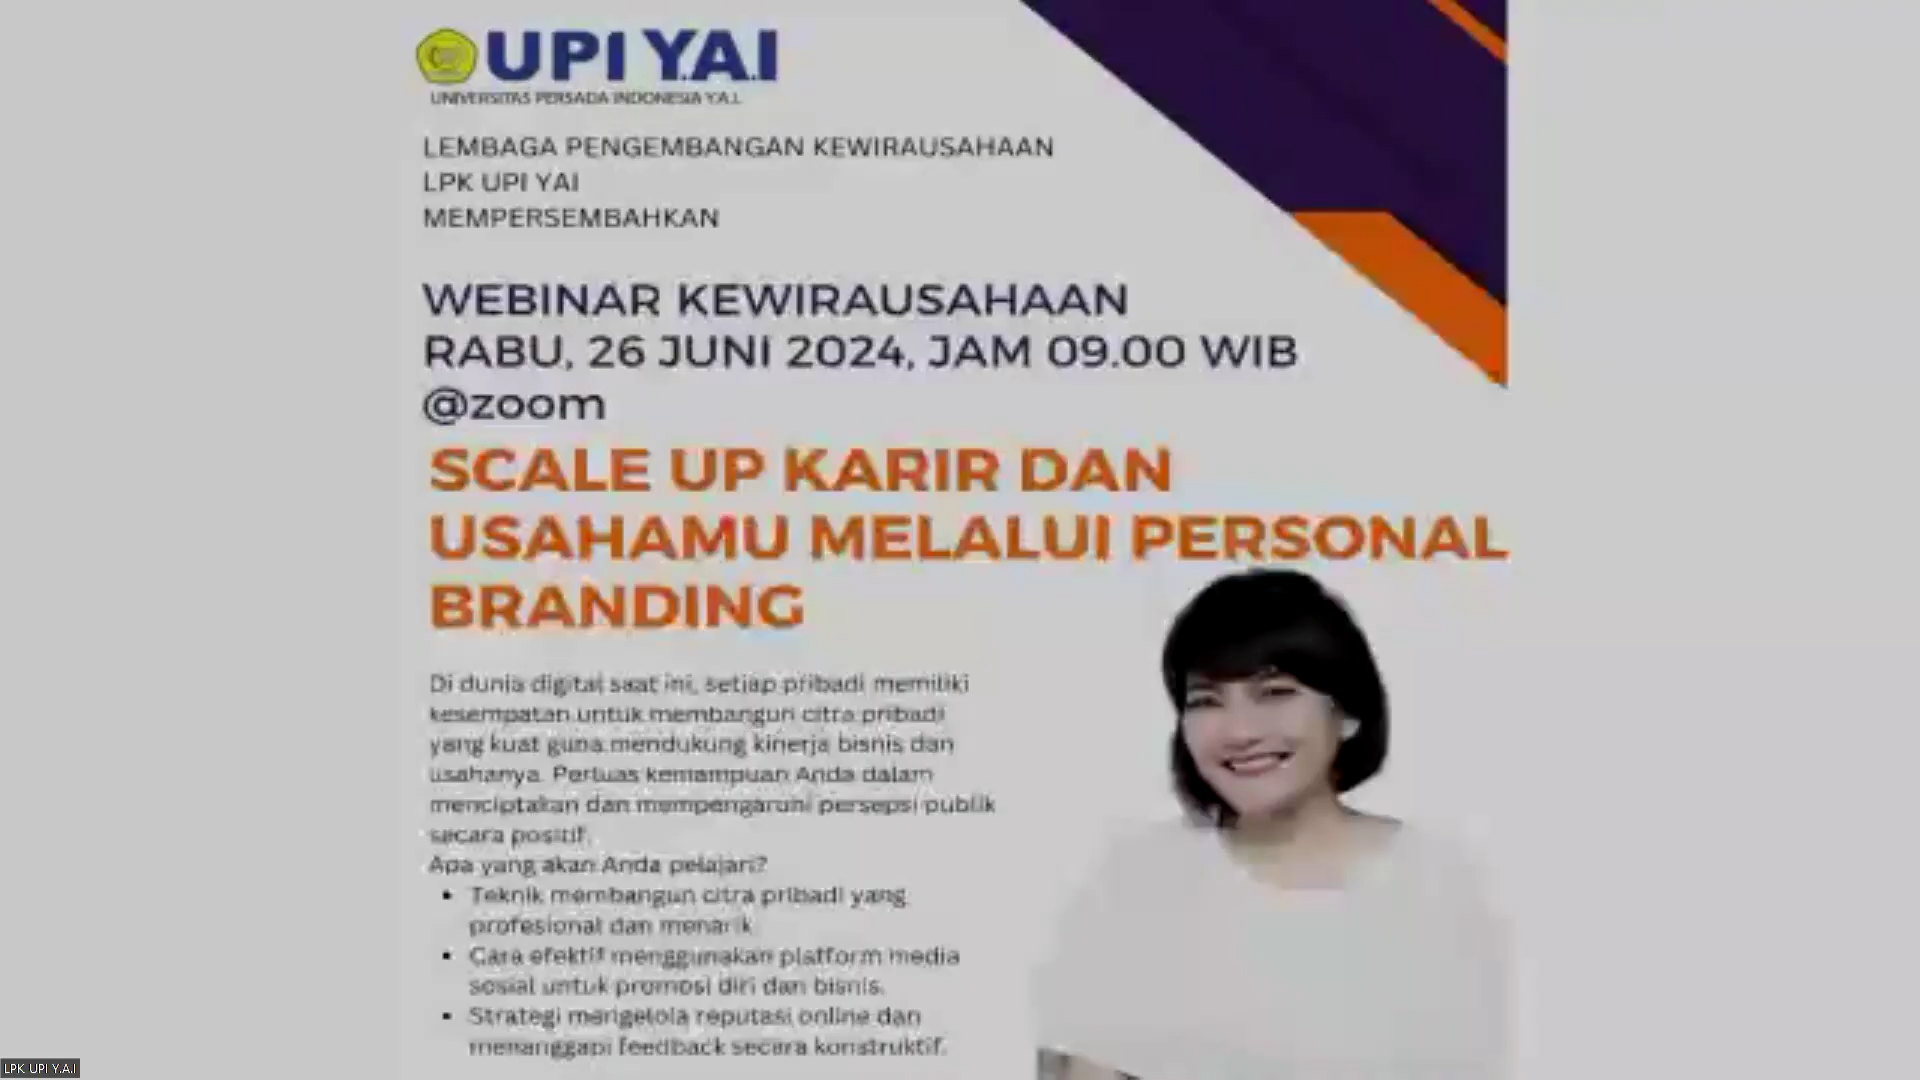 UPI Y.A.I
UNIVERSITAS PERSADA INDONESIA Y.A.I.
LEMBAGA PENGEMBANGAN KEWIRAUSAHAAN
LPK UPI YAI
MEMPERSEMBAHKAN
WEBINAR KEWIRAUSAHAAN
RABU, 26 JUNI 2024, JAM 09.00 WIB
@zoom
SCALE UP KARIR DAN
USAHAMU MELALUI PERSONAL
BRANDING
Di dunia digital saat ini, setiap pribadi memiliki
kesempatan untuk membangun citra pribadi
yang kuat guna mendukung kinerja bisnis dan
usahanya. Perluas kemampuan Anda dalam
menciptakan dan mempengaruhi persepsi publik
secara positif.
Apa yang akan Anda pelajari?
• Teknik membangun citra pribadi yang
profesional dan menarik.
• Cara efektif menggunakan platform media
sosial untuk promosi diri dan bisnis.
• Strategi mengelola reputasi online dan
menanggapi feedback secara konstruktif.
LPK UPI Y.A.I